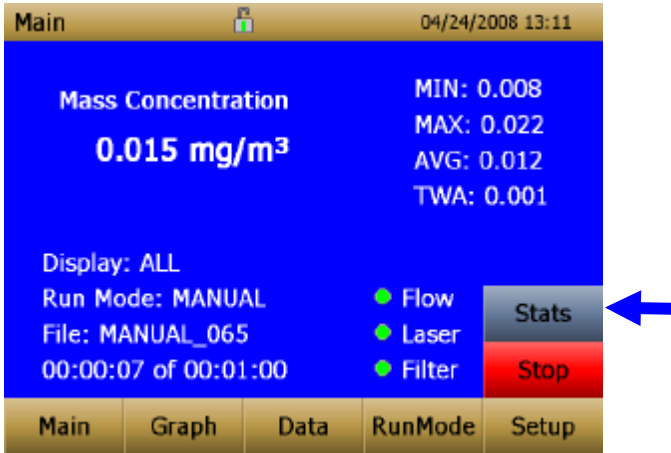 Main 04/24/2008 13:11
Mass Concentration
0.015 mg/m³
MIN: 0.008
MAX: 0.022
AVG: 0.012
TWA: 0.001
Display: ALL
Run Mode: MANUAL
File: MANUAL_065
00:00:07 of 00:01:00
Flow
Laser
Filter
Stats
Stop
Main Graph Data RunMode Setup